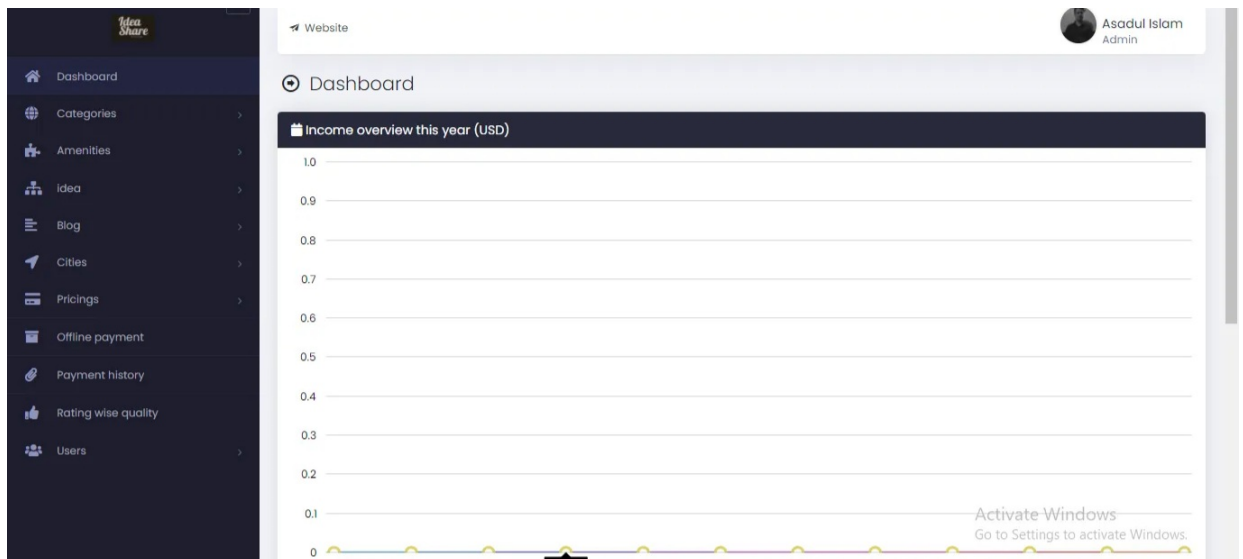 Idea
Share
Website
Asadul Islam
Admin
Dashboard
Categories
Amenities
idea
Blog
Cities
Pricings
Offline payment
Payment history
Rating wise quality
Users
Dashboard
Income overview this year (USD)
1.0
0.9
0.8
0.7
0.6
0.5
0.4
0.3
0.2
0.1
0
Activate Windows
Go to Settings to activate Windows.